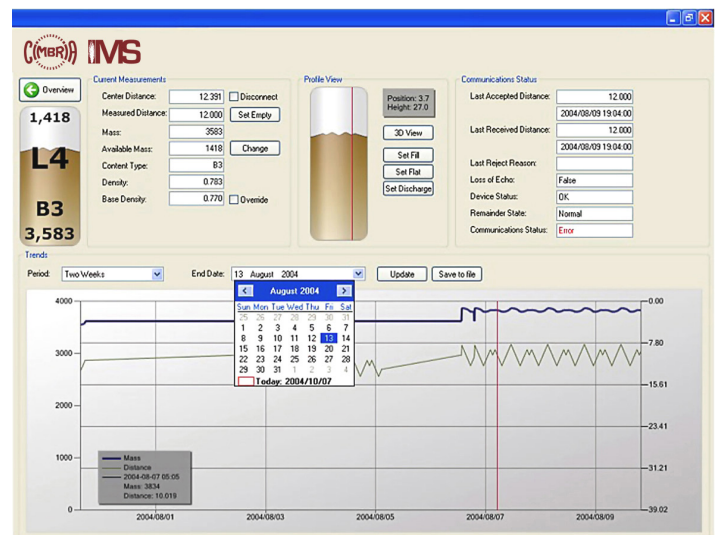 C(MBR)A IMS
Overview
1,418
L4
B3
3,583
Current Measurements
Center Distance: 12.391 Disconnect
Measured Distance: 12.000 Set Empty
Mass: 3583
Available Mass: 1418 Change
Content Type: B3
Density: 0.783
Base Density: 0.770 Override
Profile View
Position: 3.7
Height: 27.0
3D View
Set Fill
Set Flat
Set Discharge
Communications Status
Last Accepted Distance: 12.000
2004/08/09 19:04:00
Last Received Distance: 12.000
2004/08/09 19:04:00
Last Reject Reason:
Loss of Echo: False
Device Status: OK
Remainder State: Normal
Communications Status: Error
Trends
Period: Two Weeks End Date: 13 August 2004 Update Save to file
August 2004
Sun Mon Tue Wed Thu Fri Sat
25 26 27 28 29 30 31
1 2 3 4 5 6 7
8 9 10 11 12 13 14
15 16 17 18 19 20 21
22 23 24 25 26 27 28
29 30 31 1 2 3 4
Today: 2004/10/07
4000 0.00
3000 7.80
15.61
2000
23.41
1000
31.21
0 39.02
Mass
Distance
2004-08-07 05:05
Mass: 3834
Distance: 10.019
2004/08/01 2004/08/03 2004/08/05 2004/08/07 2004/08/09